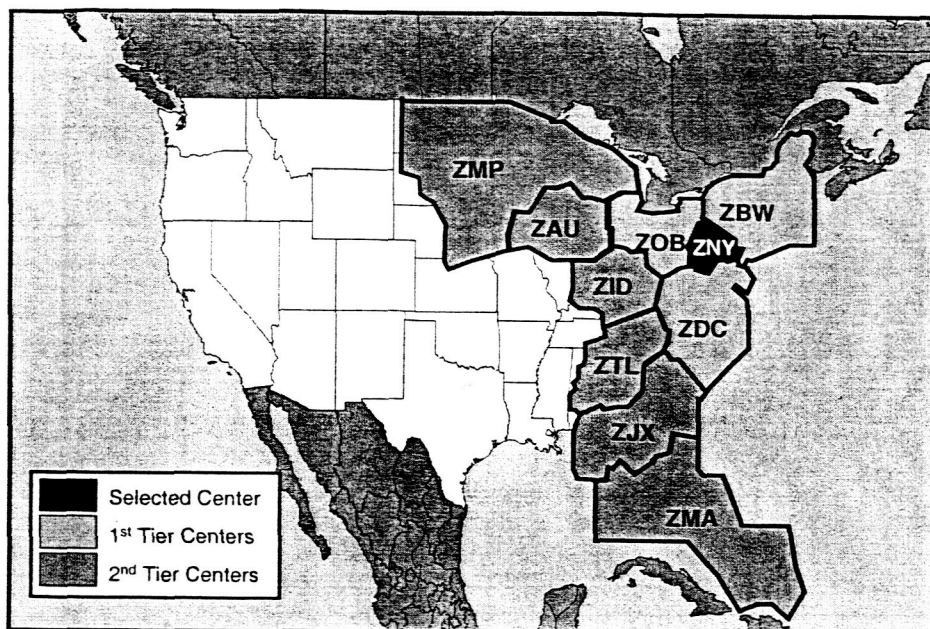 ZMP
ZBW
ZAU
ZOB
ZNY
ZID
ZDC
ZTL
ZJX
ZMA
Selected Center
1st Tier Centers
2nd Tier Centers